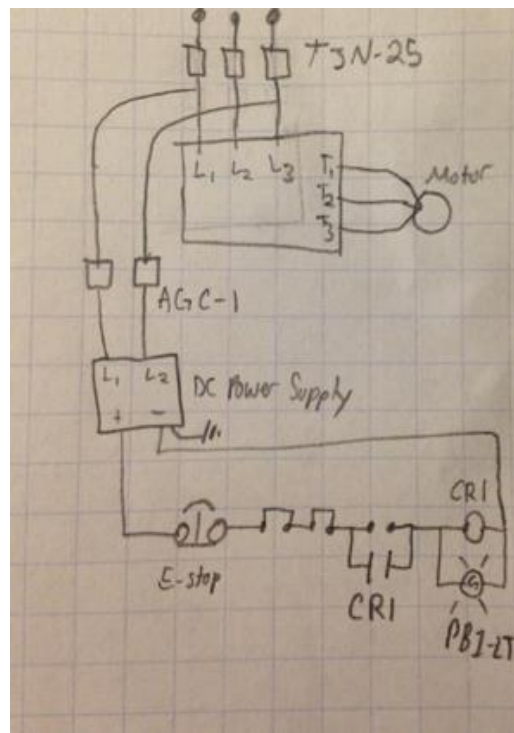 TJN-25
L1 L2 L3
T1
T2
T3
Motor
AGC-1
L1 L2
+ -
DC Power Supply
E-stop
CR1
CR1
G
PB1-LT